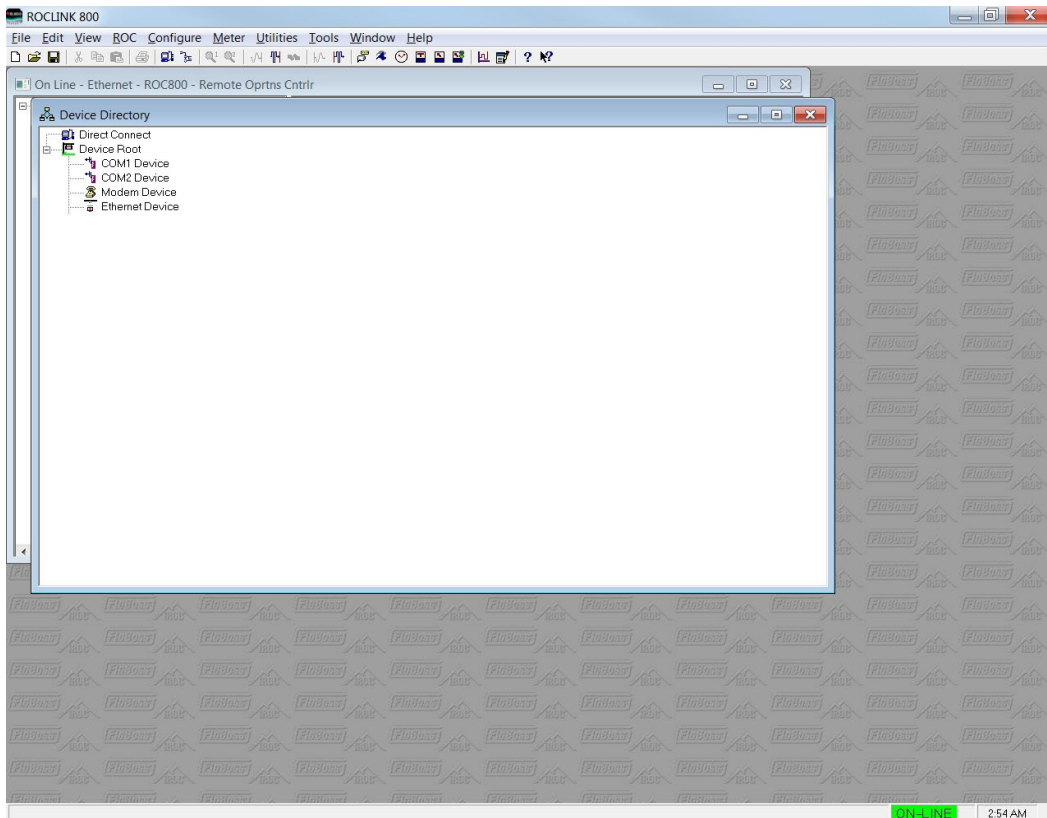 ROCLINK 800
File Edit View ROC Configure Meter Utilities Tools Window Help
On Line - Ethernet - ROC800 - Remote Oprtns Cntrlr
Device Directory
Direct Connect
Device Root
COM1 Device
COM2 Device
Modem Device
Ethernet Device
ON-LINE 2:54 AM